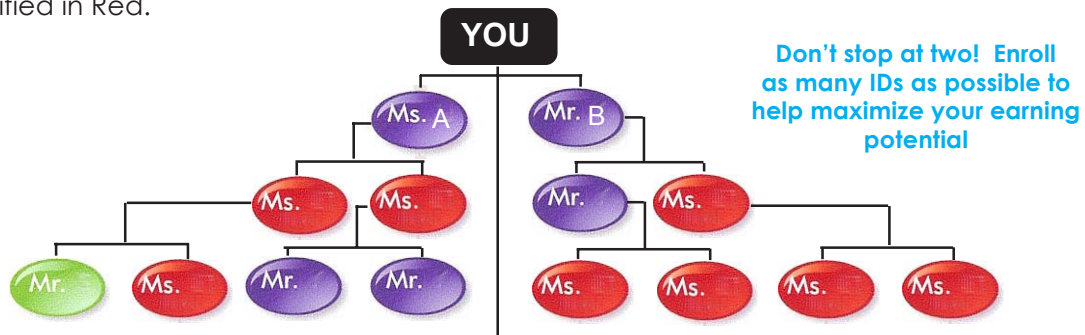 ified in Red.
YOU
Don't stop at two! Enroll
as many IDs as possible to
help maximize your earning
potential
Ms. A
Mr. B
Ms.
Ms.
Mr.
Ms.
Mr.
Ms.
Mr.
Mr.
Ms.
Ms.
Ms.
Ms.